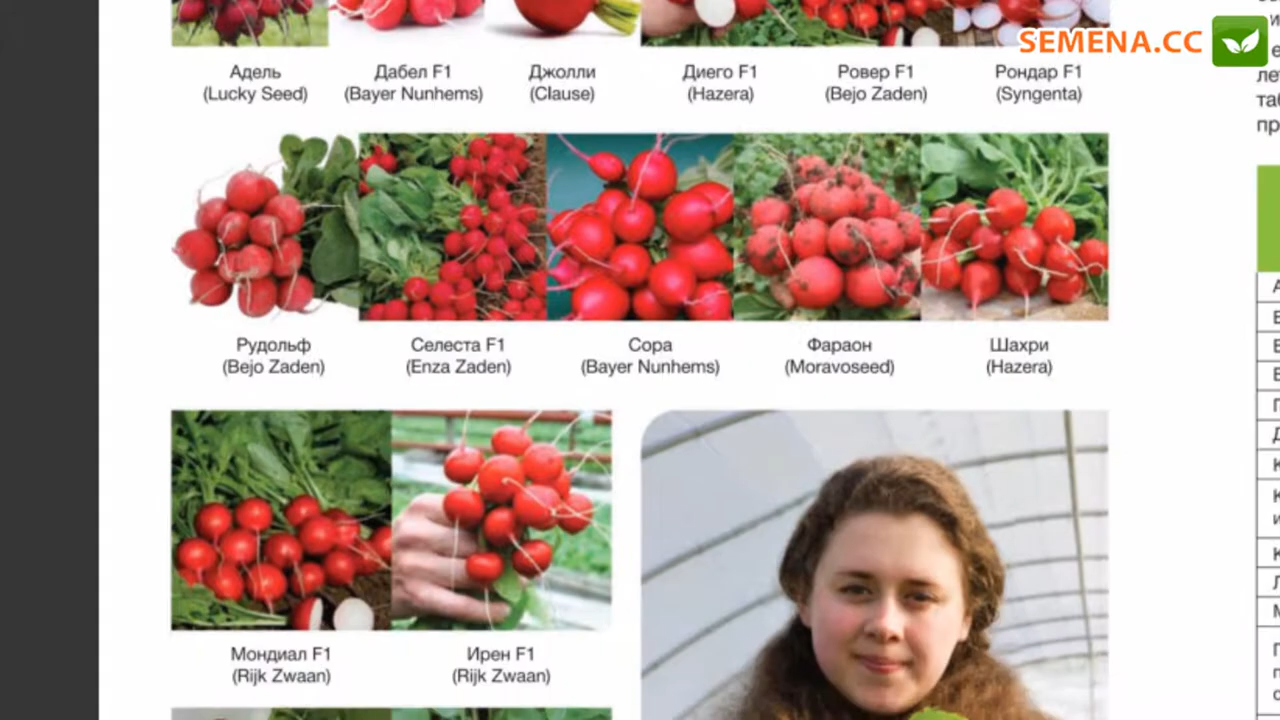 SEMENA.CC
Адель
(Lucky Seed)
Дабел F1
(Bayer Nunhems)
Джолли
(Clause)
Диего F1
(Hazera)
Ровер F1
(Bejo Zaden)
Рондар F1
(Syngenta)
Рудольф
(Bejo Zaden)
Селеста F1
(Enza Zaden)
Сора
(Bayer Nunhems)
Фараон
(Moravoseed)
Шахри
(Hazera)
Мондиал F1
(Rijk Zwaan)
Ирен F1
(Rijk Zwaan)